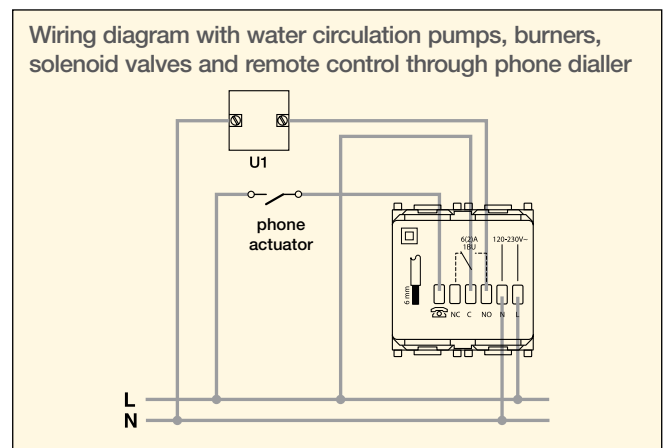 Wiring diagram with water circulation pumps, burners,
solenoid valves and remote control through phone dialler
U1
phone
actuator
6(2)A
1BU
120-230V~
6 mm
NC C NO N L
L
N